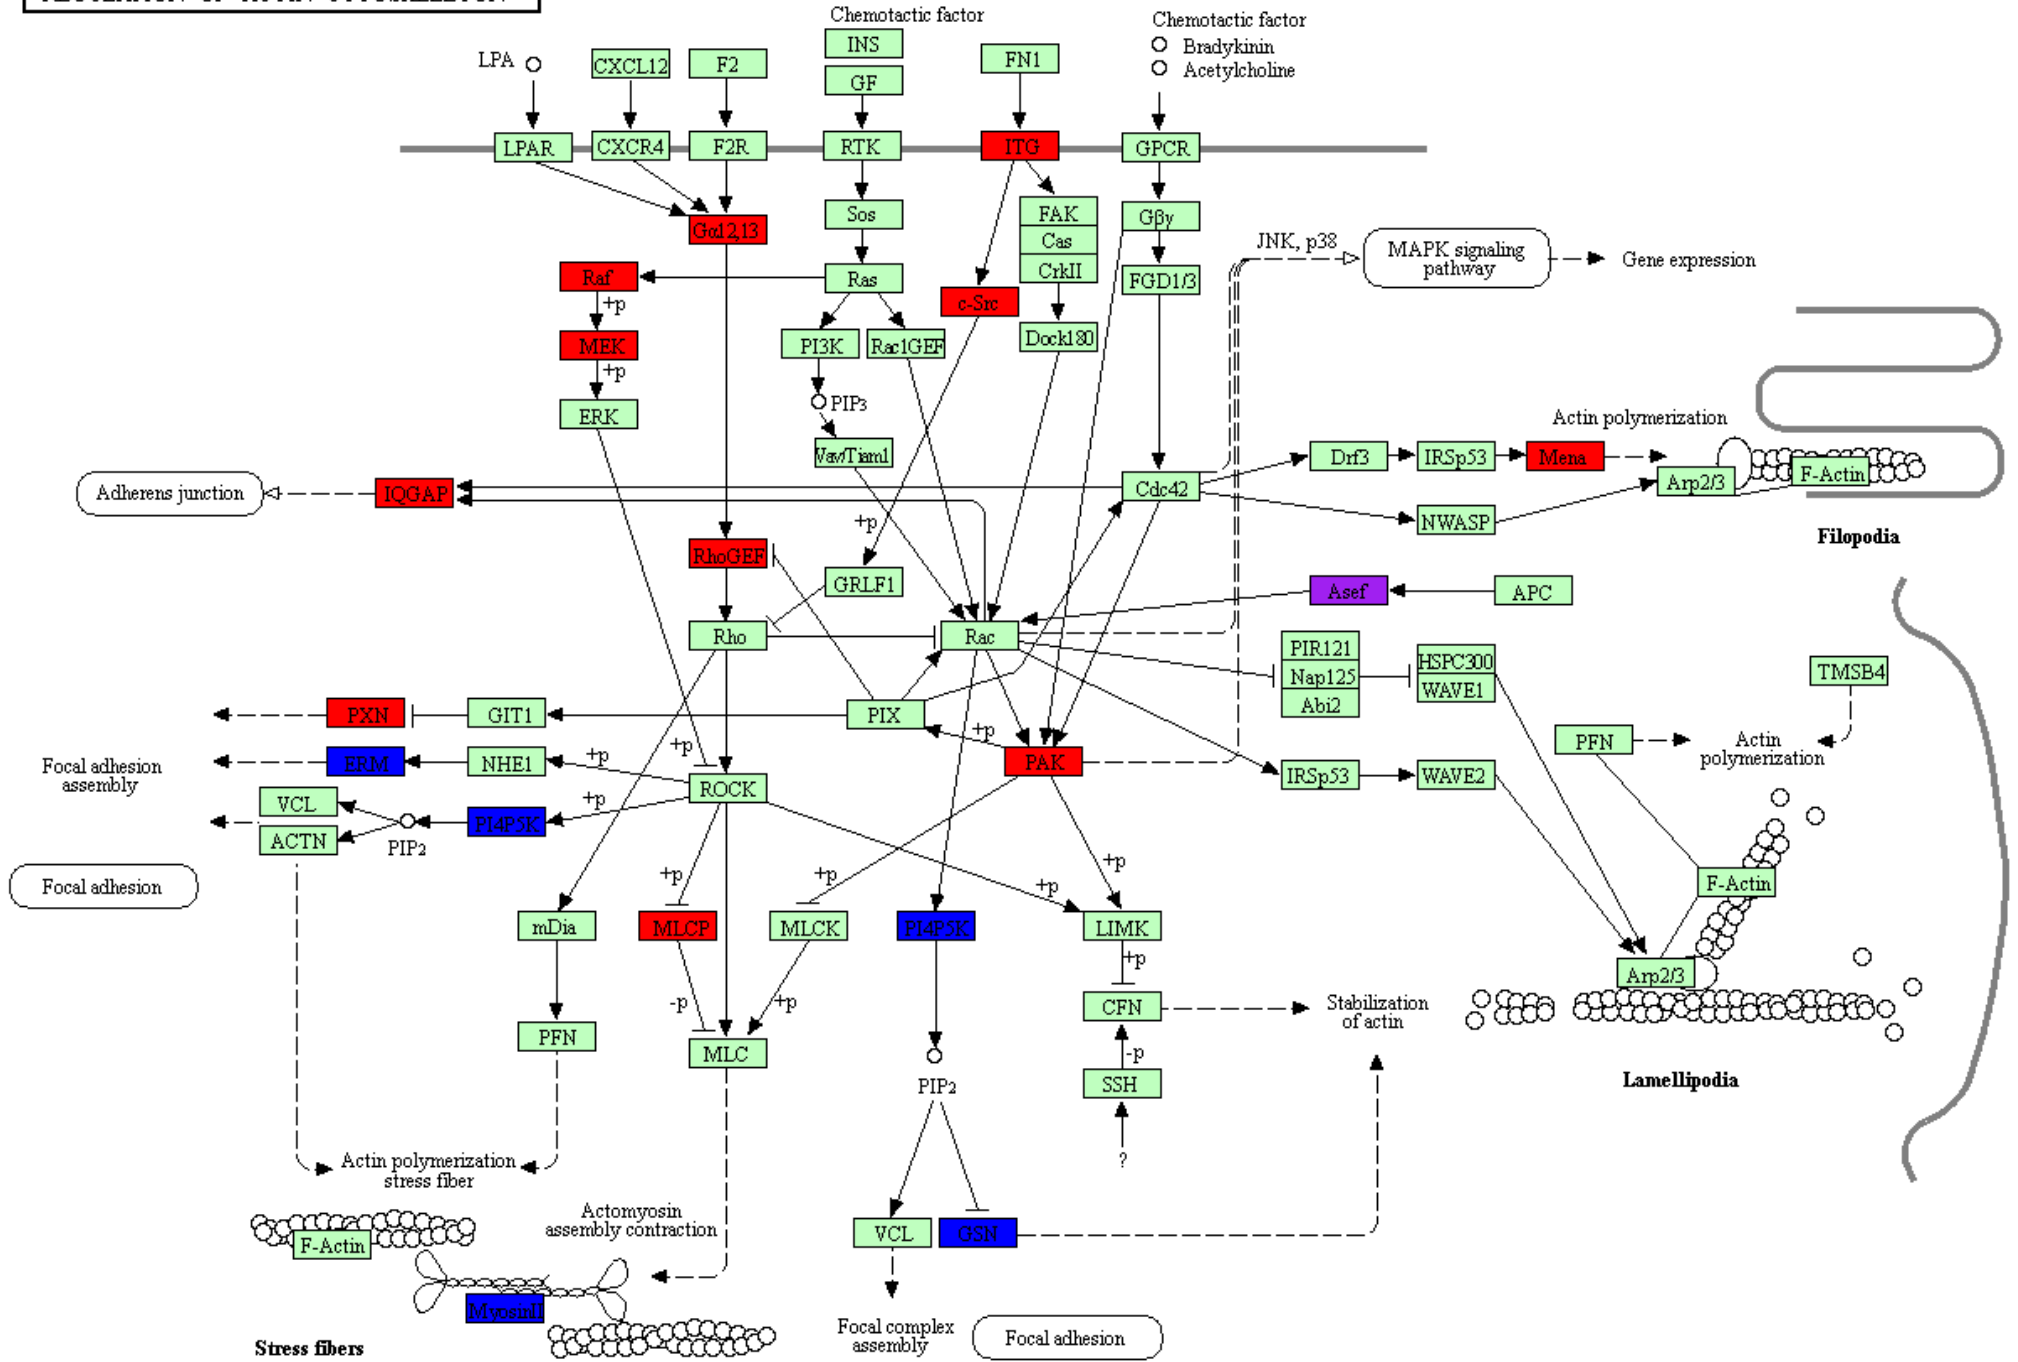 Chemotactic factor
Chemotactic factor
LPA
CXCL12
F2
INS
GF
FN1
Bradykinin
Acetylcholine
LPAR
CXCR4
F2R
RTK
ITG
GPCR
Gα12,13
Sos
FAK
Cas
CrkII
Gβγ
JNK, p38
MAPK signaling
pathway
Gene expression
Raf
Ras
c-Src
FGD1/3
+p
MEK
PI3K
Rac1GEF
Dock180
+p
PIP3
ERK
Vav/Tiam1
Actin polymerization
Drf3
IRSp53
Mena
Arp2/3
F-Actin
Adherens junction
IQGAP
Cdc42
NWASP
Filopodia
+p
RhoGEF
GRLF1
Asef
APC
Rho
Rac
PIR121
Nap125
Abi2
HSPC300
WAVE1
TMSB4
PXN
GIT1
PIX
PFN
Actin
polymerization
Focal adhesion
assembly
ERM
NHE1
+p
+p
+p
PAK
IRSp53
WAVE2
ROCK
VCL
ACTN
PIP2
PI4P5K
+p
Focal adhesion
+p
+p
+p
+p
F-Actin
mDia
MLCP
MLCK
PI4P5K
LIMK
+p
Arp2/3
-p
+p
CFN
Stabilization
of actin
PFN
MLC
-p
SSH
PIP2
Lamellipodia
?
Actin polymerization
stress fiber
Actomyosin
assembly contraction
VCL
GSN
F-Actin
MyosinII
Focal complex
assembly
Focal adhesion
Stress fibers